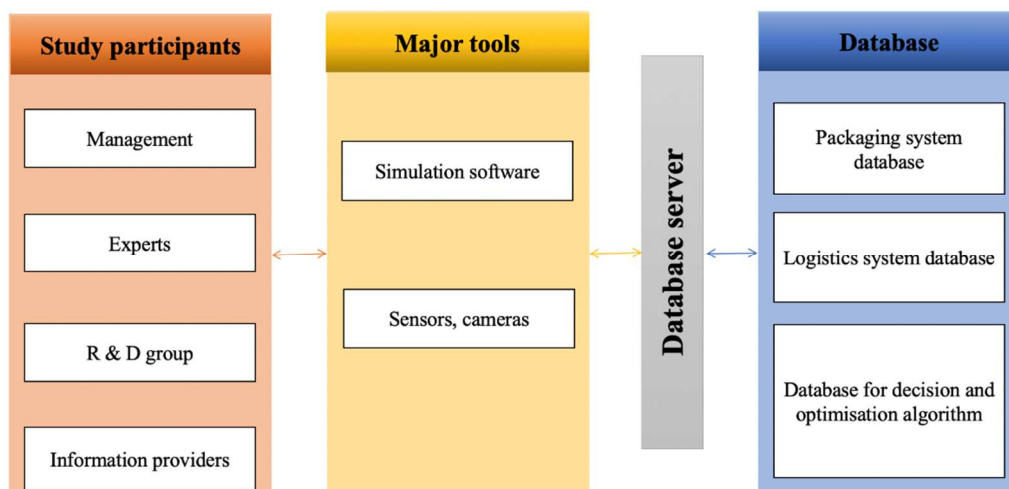 Study participants
Management
Experts
R & D group
Information providers
Major tools
Simulation software
Sensors, cameras
Database server
Database
Packaging system
database
Logistics system database
Database for decision and
optimisation algorithm